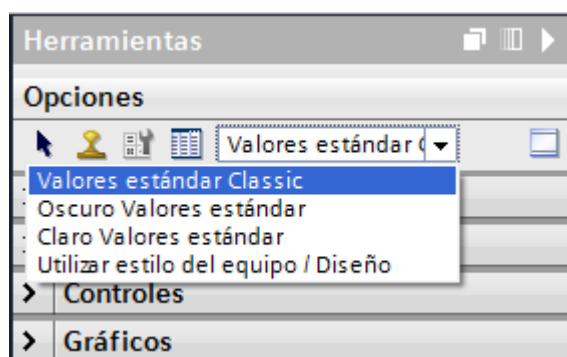 Herramientas
Opciones
Valores estándar
Valores estándar Classic
Oscuro Valores estándar
Claro Valores estándar
Utilizar estilo del equipo / Diseño
Controles
Gráficos